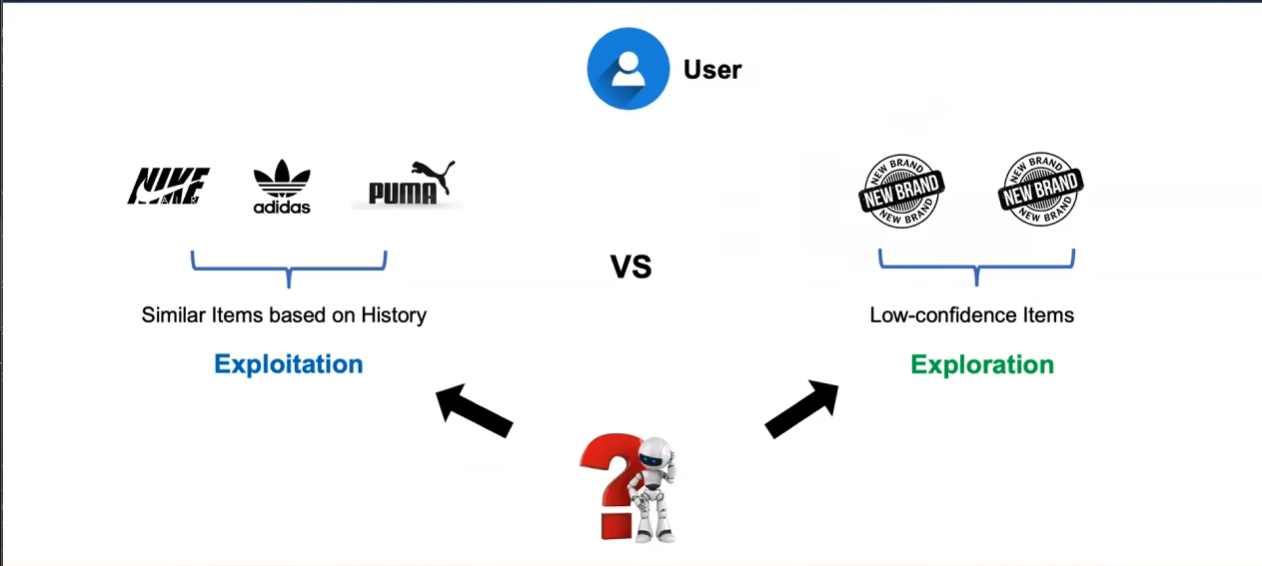 User
NIKE
adidas
PUMA
NEW BRAND
NEW BRAND
NEW BRAND
NEW BRAND
NEW BRAND
NEW BRAND
VS
Similar Items based on History
Low-confidence Items
Exploitation
Exploration
?